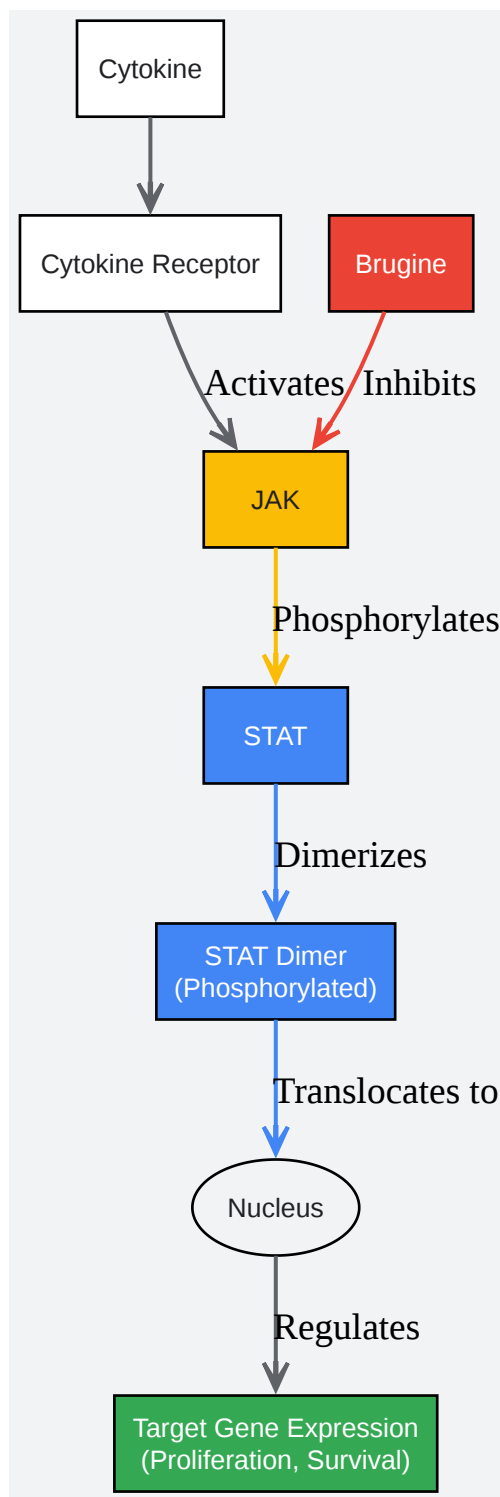 Cytokine
Cytokine Receptor
Brugine
Activates
Inhibits
JAK
Phosphorylates
STAT
Dimerizes
STAT Dimer
(Phosphorylated)
Translocates to
Nucleus
Regulates
Target Gene Expression
(Proliferation, Survival)